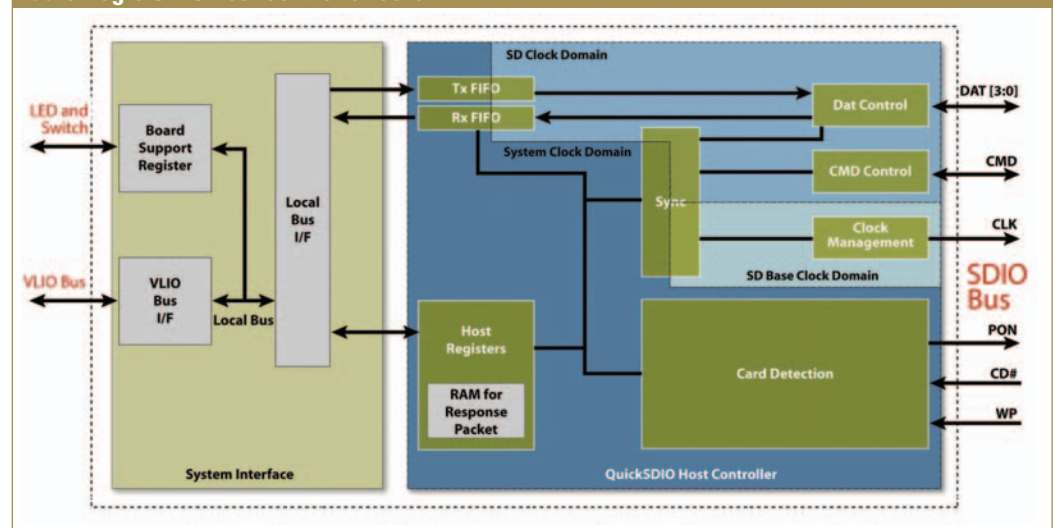 SD Clock Domain
Tx FIFO
Rx FIFO
Dat Control
DAT [3:0]
LED and
Switch
Board
Support
Register
System Clock Domain
CMD Control
CMD
Local
Bus
I/F
Sync
Clock
Management
CLK
SD Base Clock Domain
VLIO Bus
VLIO
Bus
I/F
Local Bus
SDIO
Bus
Host
Registers
RAM for
Response
Packet
Card Detection
PON
CD#
WP
System Interface
QuickSDIO Host Controller